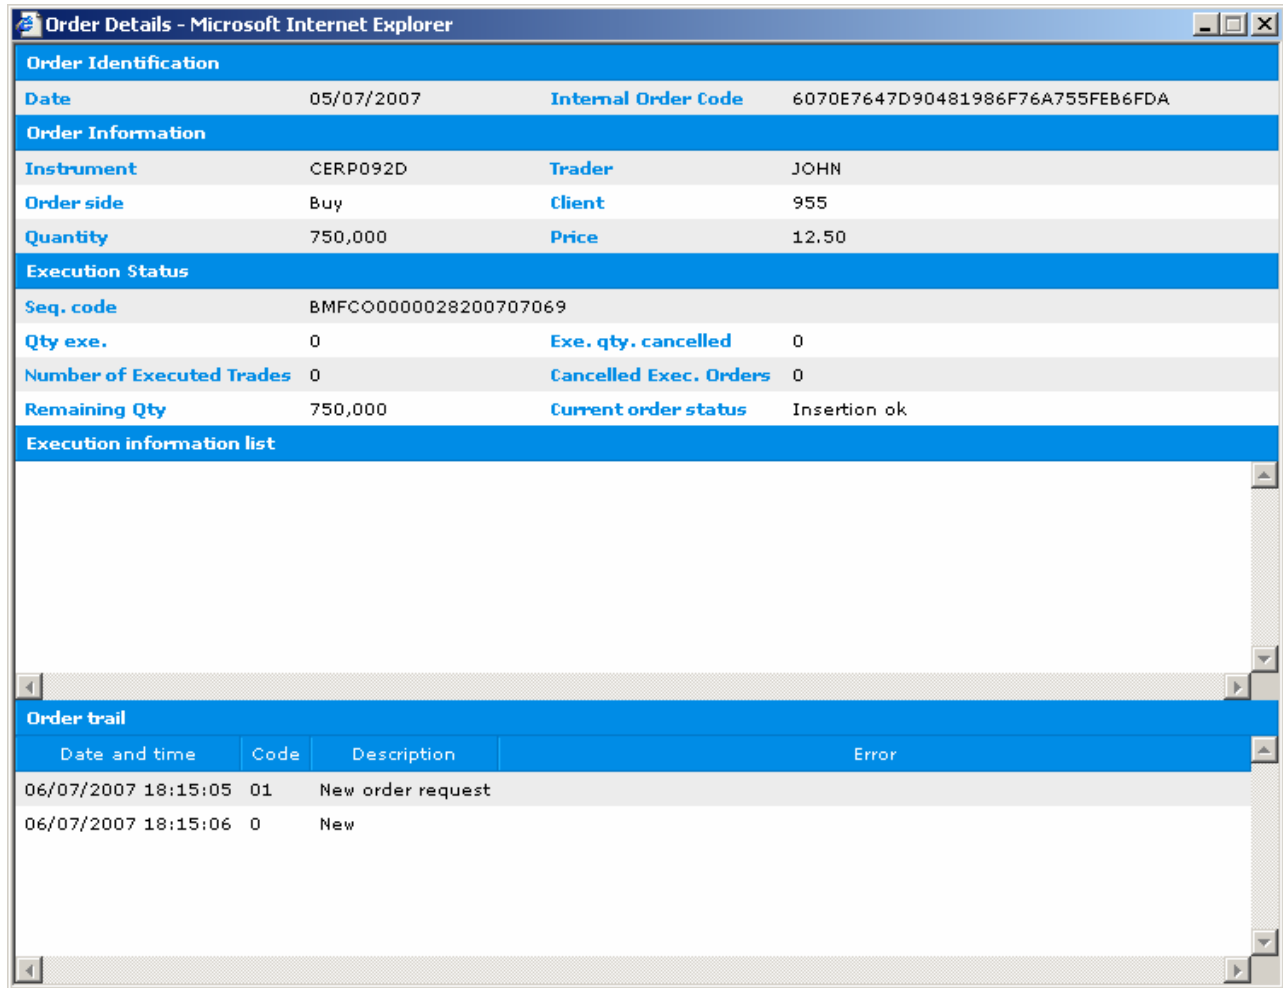 Order Details - Microsoft Internet Explorer
Order Identification
Date 05/07/2007 Internal Order Code 6070E7647D90481986F76A755FEB6FDA
Order Information
Instrument CERP092D Trader JOHN
Order side Buy Client 955
Quantity 750,000 Price 12.50
Execution Status
Seq. code BMFCO0000028200707069
Qty exe. 0 Exe. qty. cancelled 0
Number of Executed Trades 0 Cancelled Exec. Orders 0
Remaining Qty 750,000 Current order status Insertion ok
Execution information list
Order trail
Date and time Code Description Error
06/07/2007 18:15:05 01 New order request
06/07/2007 18:15:06 0 New